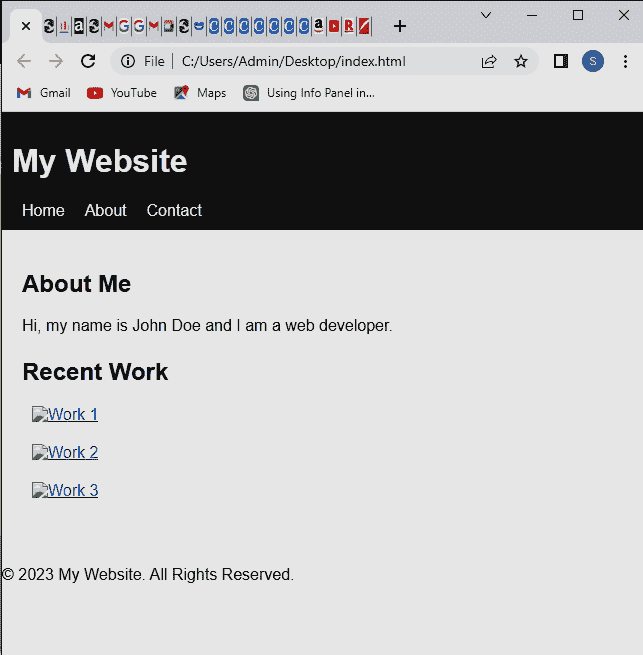 File
C:/Users/Admin/Desktop/index.html
S
Gmail
YouTube
Maps
Using Info Panel in...
My Website
Home About Contact
About Me
Hi, my name is John Doe and I am a web developer.
Recent Work
Work 1
Work 2
Work 3
© 2023 My Website. All Rights Reserved.